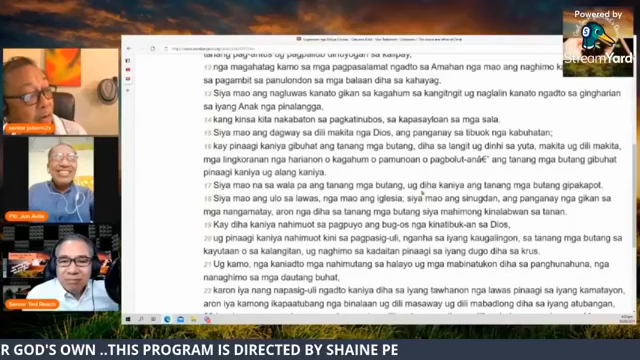 Powered by
StreamYard
tanang pag-antus ug pagpailub dinuyogan sa kalipay,
12 nga magahatag kamo sa mga pagpasalamat ngadto sa Amahan nga mao ang naghimo
sa pagambit sa panulondon sa mga balaan diha sa kahayag.
13 Siya mao ang nagluwas kanato gikan sa kagahum sa kangitngit ug naglalin kanato ngadto sa gingharian
sa iyang Anak nga pinalangga,
14 kang kinsa kita nakabaton sa pagkatinubos, sa kapasayloan sa mga sala.
15 Siya mao ang dagway sa dili makita nga Dios, ang panganay sa tibuok nga kabuhatan;
16 kay pinaagi kaniya gibuhat ang tanang mga butang, diha sa langit ug dinhi sa yuta, makita ug dili makita,
mga lingkoranan nga harianon o kagahum o pamunoan o pagbolut-anâ€" ang tanang mga butang gibuhat
pinaagi kaniya ug alang kaniya.
17 Siya mao na sa wala pa ang tanang mga butang, ug diha kaniya ang tanang mga butang gipakapot.
18 Siya mao ang ulo sa lawas, nga mao ang iglesia; siya mao ang sinugdan, ang panganay nga gikan sa
mga nangamatay, aron nga diha sa tanang mga butang siya mahimong kinalabwan sa tanan.
19 Kay diha kaniya nahimuot sa pagpuyo ang bug-os nga kinatibuk-an sa Dios,
20 ug pinaagi kaniya nahimuot kini sa pagpasig-uli, nganha sa iyang kaugalingon, sa tanang mga butang sa
kayutaan o sa kalangitan, ug naghimo sa kadaitan pinaagi sa iyang dugo diha sa krus.
21 Ug kamo, nga kaniadto mga nahimutang sa halayo ug mga mabinatukon diha sa panghunahuna, nga
nanaghimo sa mga dautang buhat,
22 karon iya nang napasig-uli ngadto kaniya diha sa iyang tawhanon nga lawas pinaagi sa iyang kamatayon,
aron iya kamong ikapaatubang nga binalaan ug dili masaway ug dili mabadlong diha sa iyang atubangan,
Ptr. Jun Avila
R GOD'S OWN ..THIS PROGRAM IS DIRECTED BY SHAINE PE